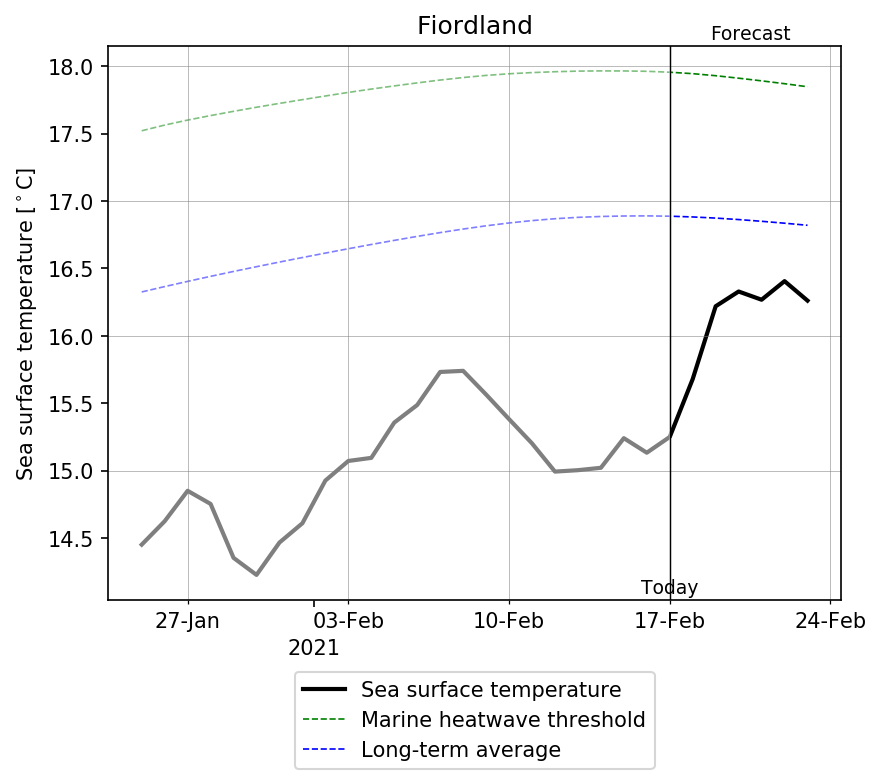 Fiordland
Forecast
18.0
17.5
17.0
16.5
16.0
15.5
15.0
14.5
Sea surface temperature [°C]
Today
27-Jan 03-Feb 10-Feb 17-Feb 24-Feb
2021
Sea surface temperature
Marine heatwave threshold
Long-term average